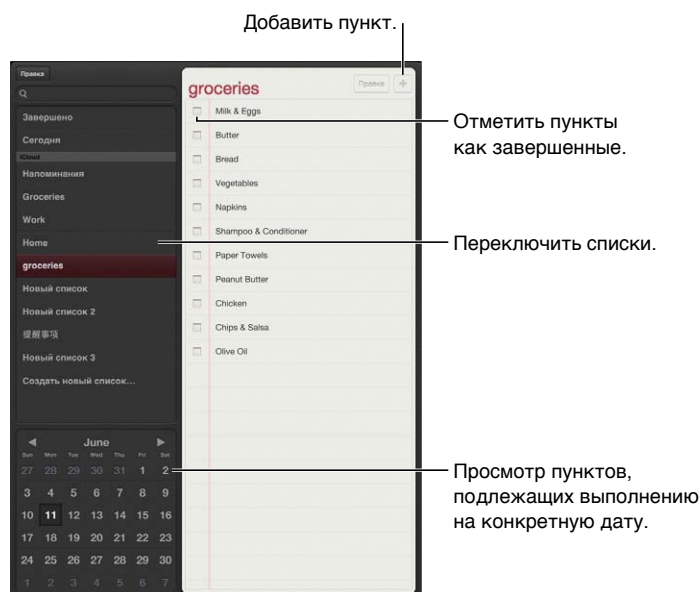 Добавить пункт.
Правка
Завершено
Сегодня
iCloud
Напоминания
Groceries
Work
Home
groceries
Новый список
Новый список 2
提醒事项
Новый список 3
Создать новый список...
June
Sun Mon Tue Wed Thu Fri Sat
27 28 29 30 31 1 2
3 4 5 6 7 8 9
10 11 12 13 14 15 16
17 18 19 20 21 22 23
24 25 26 27 28 29 30
1 2 3 4 5 6 7
groceries
Правка
Milk & Eggs
Butter
Bread
Vegetables
Napkins
Shampoo & Conditioner
Paper Towels
Peanut Butter
Chicken
Chips & Salsa
Olive Oil
Отметить пункты
как завершенные.
Переключить списки.
Просмотр пунктов,
подлежащих выполнению
на конкретную дату.